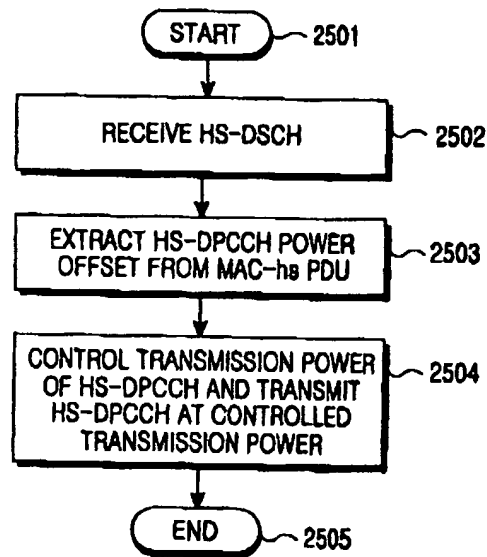 START
2501
RECEIVE HS-DSCH
2502
EXTRACT HS-DPCCH POWER
OFFSET FROM MAC-hs PDU
2503
CONTROL TRANSMISSION POWER
OF HS-DPCCH AND TRANSMIT
HS-DPCCH AT CONTROLLED
TRANSMISSION POWER
2504
END
2505